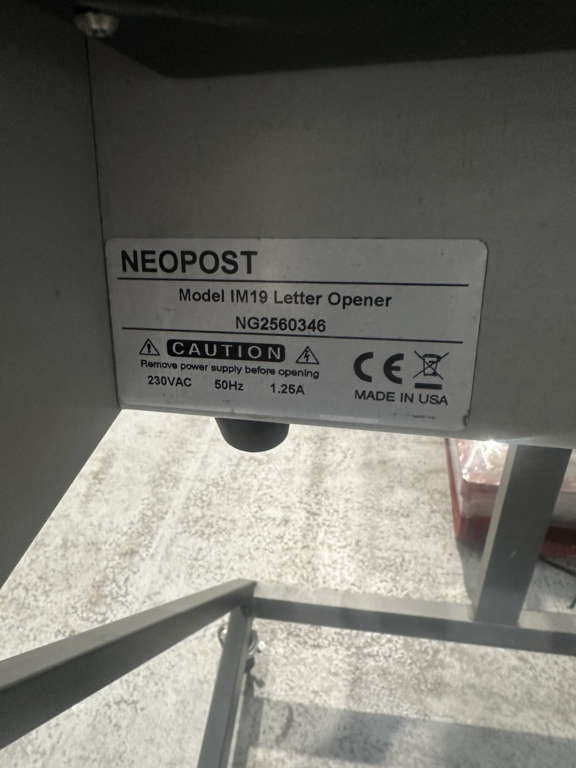 NEOPOST
Model IM19 Letter Opener
NG2560346
CAUTION
Remove power supply before opening
230VAC 50Hz 1.25A
CE
MADE IN USA